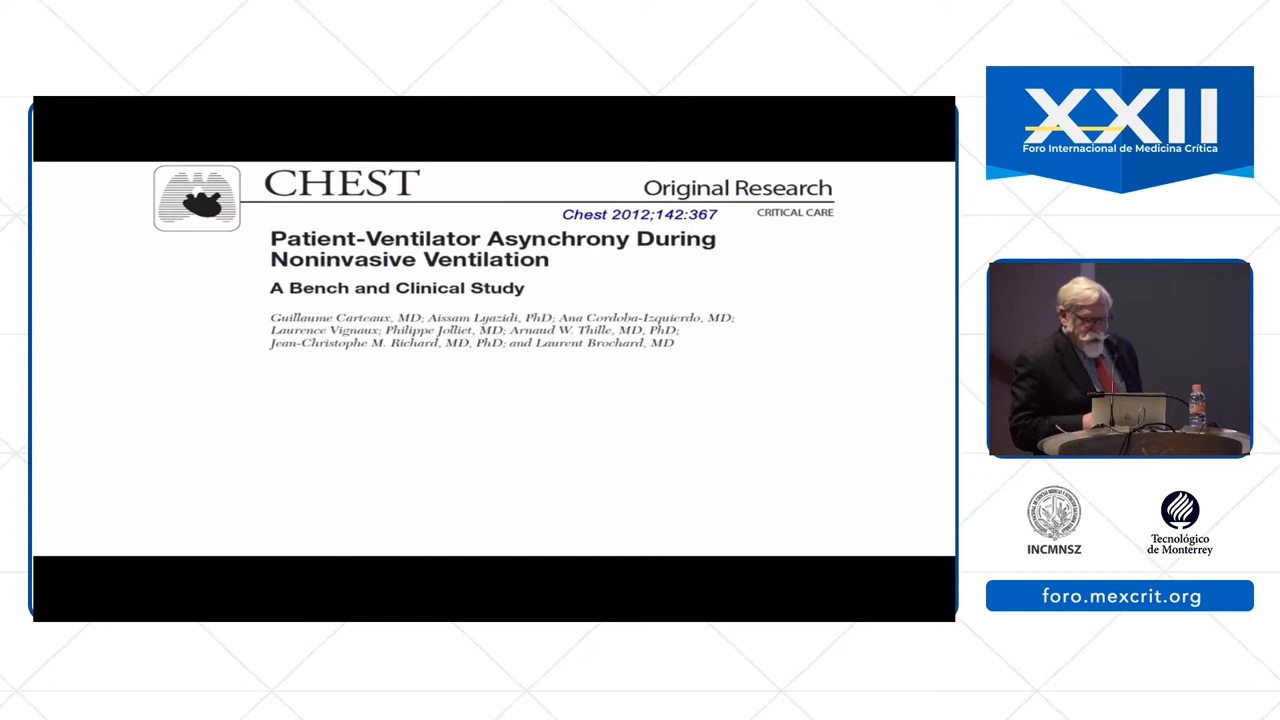 CHEST
Original Research
Chest 2012;142:367
CRITICAL CARE
Patient-Ventilator Asynchrony During
Noninvasive Ventilation
A Bench and Clinical Study
Guillaume Carteaux, MD; Aissam Lyazidi, PhD; Ana Cordoba-Izquierdo, MD;
Laurence Vignaux; Philippe Jolliet, MD; Arnaud W. Thille, MD, PhD;
Jean-Christophe M. Richard, MD, PhD; and Laurent Brochard, MD
XXII
Foro Internacional de Medicina Crítica
INCMNSZ
Tecnológico
de Monterrey
foro.mexcrit.org